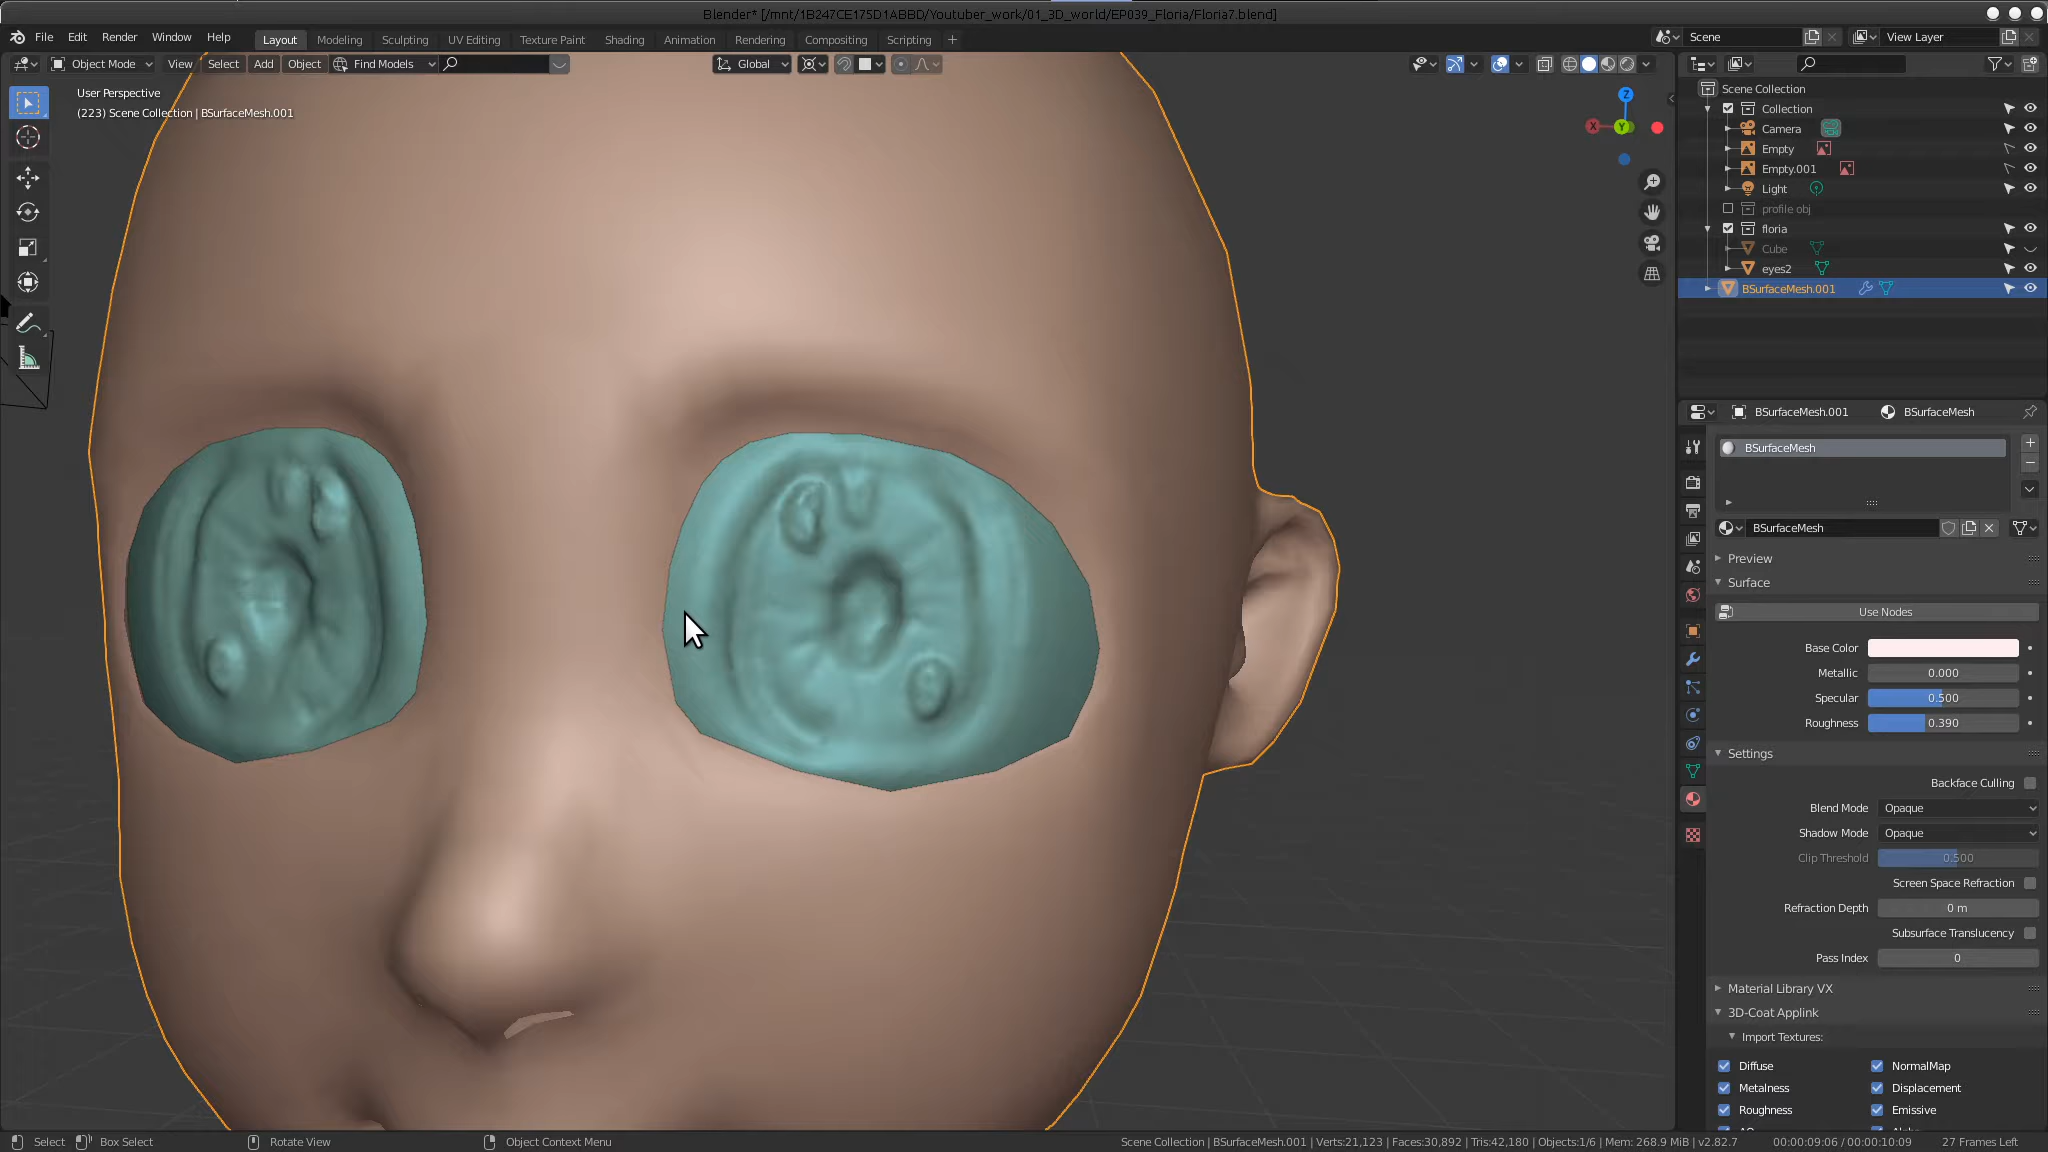 Blender* [/mnt/1B247CE175D1ABBD/Youtuber_work/01_3D_world/EP039_Floria/Floria7.blend]
File Edit Render Window Help Layout Modeling Sculpting UV Editing Texture Paint Shading Animation Rendering Compositing Scripting + Scene View Layer
Object Mode View Select Add Object Find Models Global
User Perspective
(223) Scene Collection | BSurfaceMesh.001
Z
X
Y
Scene Collection
Collection
Camera
Empty
Empty.001
Light
profile obj
floria
Cube
eyes2
BSurfaceMesh.001
BSurfaceMesh.001 BSurfaceMesh
BSurfaceMesh
BSurfaceMesh
Preview
Surface
Use Nodes
Base Color
Metallic 0.000
Specular 0.500
Roughness 0.390
Settings
Backface Culling
Blend Mode Opaque
Shadow Mode Opaque
Clip Threshold 0.500
Screen Space Refraction
Refraction Depth 0 m
Subsurface Translucency
Pass Index 0
Material Library VX
3D-Coat Applink
Import Textures:
Diffuse NormalMap
Metalness Displacement
Roughness Emissive
Select Box Select Rotate View Object Context Menu Scene Collection | BSurfaceMesh.001 | Verts:21,123 | Faces:30,892 | Tris:42,180 | Objects:1/6 | Mem: 268.9 MiB | v2.82.7 00:00:09:06 / 00:00:10:09 27 Frames Left